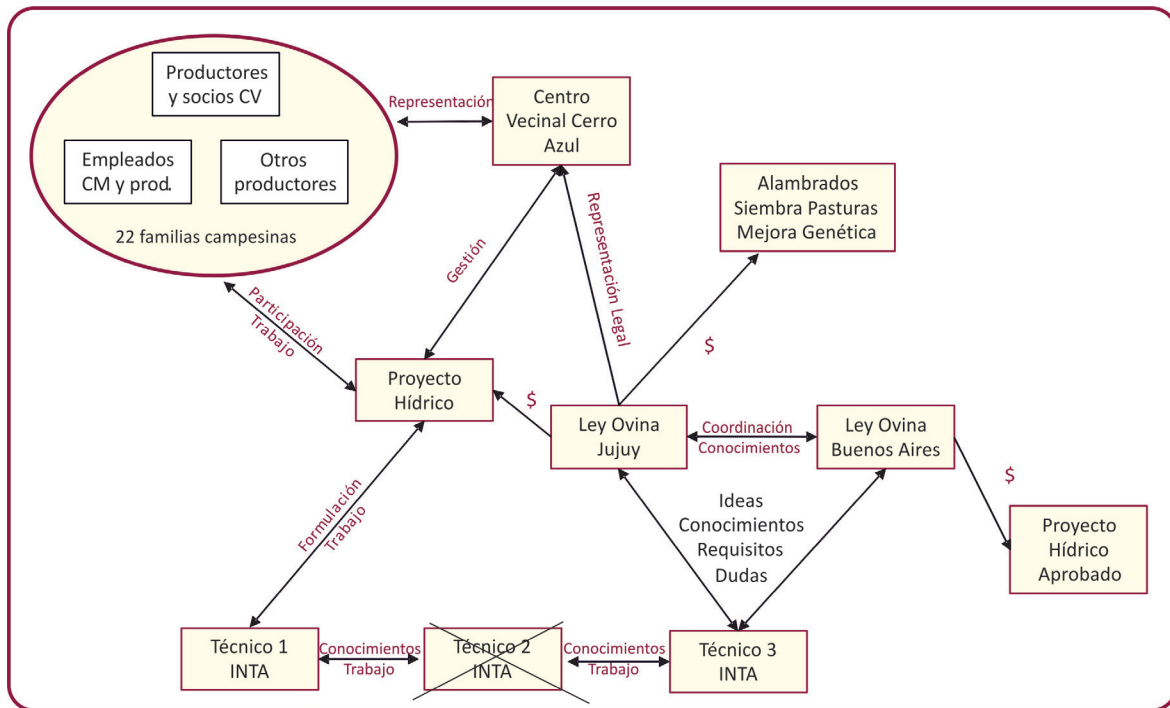 Productores
y socios CV
Empleados
CM y prod.
Otros
productores
22 familias campesinas
Representación
Centro
Vecinal Cerro
Azul
Alambrados
Siembra Pasturas
Mejora Genética
Gestión
Representación Legal
$
Participación
Trabajo
Proyecto
Hídrico
$
Ley Ovina
Jujuy
Coordinación
Conocimientos
Ley Ovina
Buenos Aires
$
Formulación
Trabajo
Ideas
Conocimientos
Requisitos
Dudas
Proyecto
Hídrico
Aprobado
Técnico 1
INTA
Conocimientos
Trabajo
Técnico 2
INTA
Conocimientos
Trabajo
Técnico 3
INTA